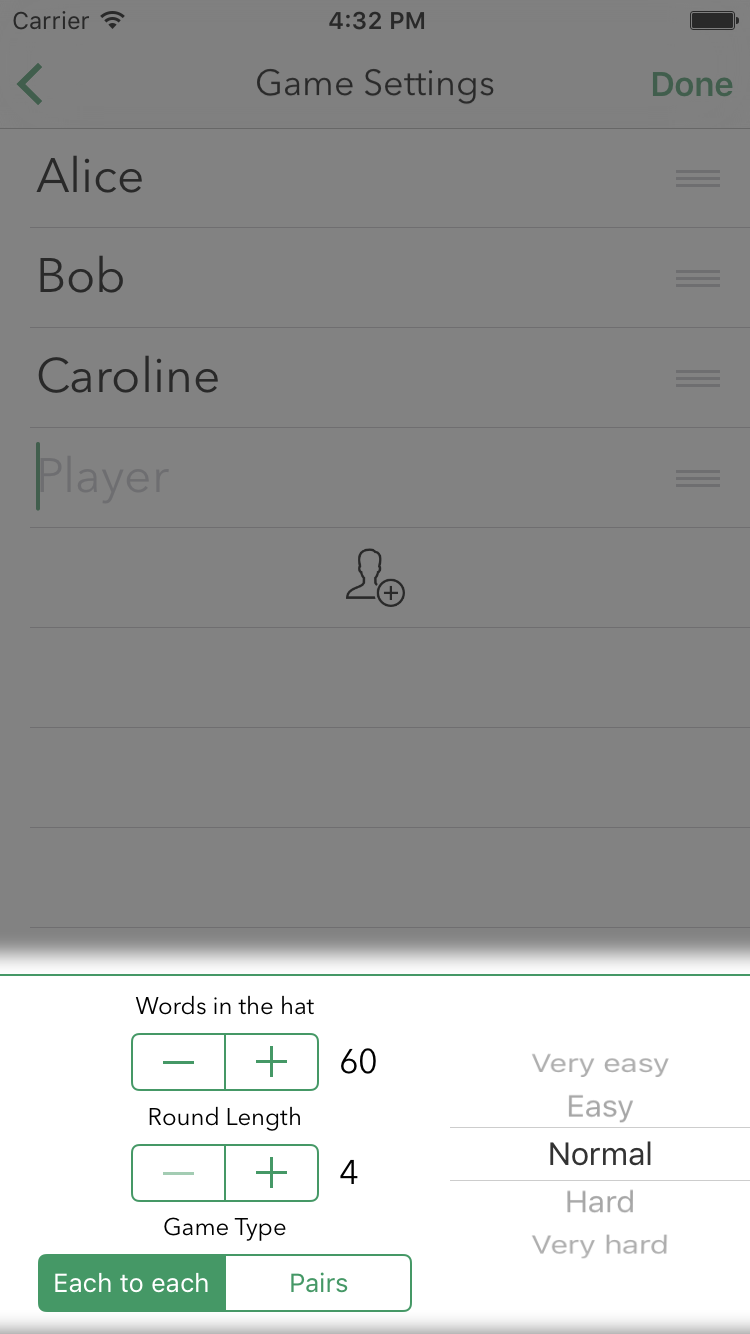 Carrier 4:32 PM
Game Settings Done
Alice
Bob
Caroline
Player
Words in the hat
60
Round Length
4
Game Type
Each to each Pairs
Very easy
Easy
Normal
Hard
Very hard